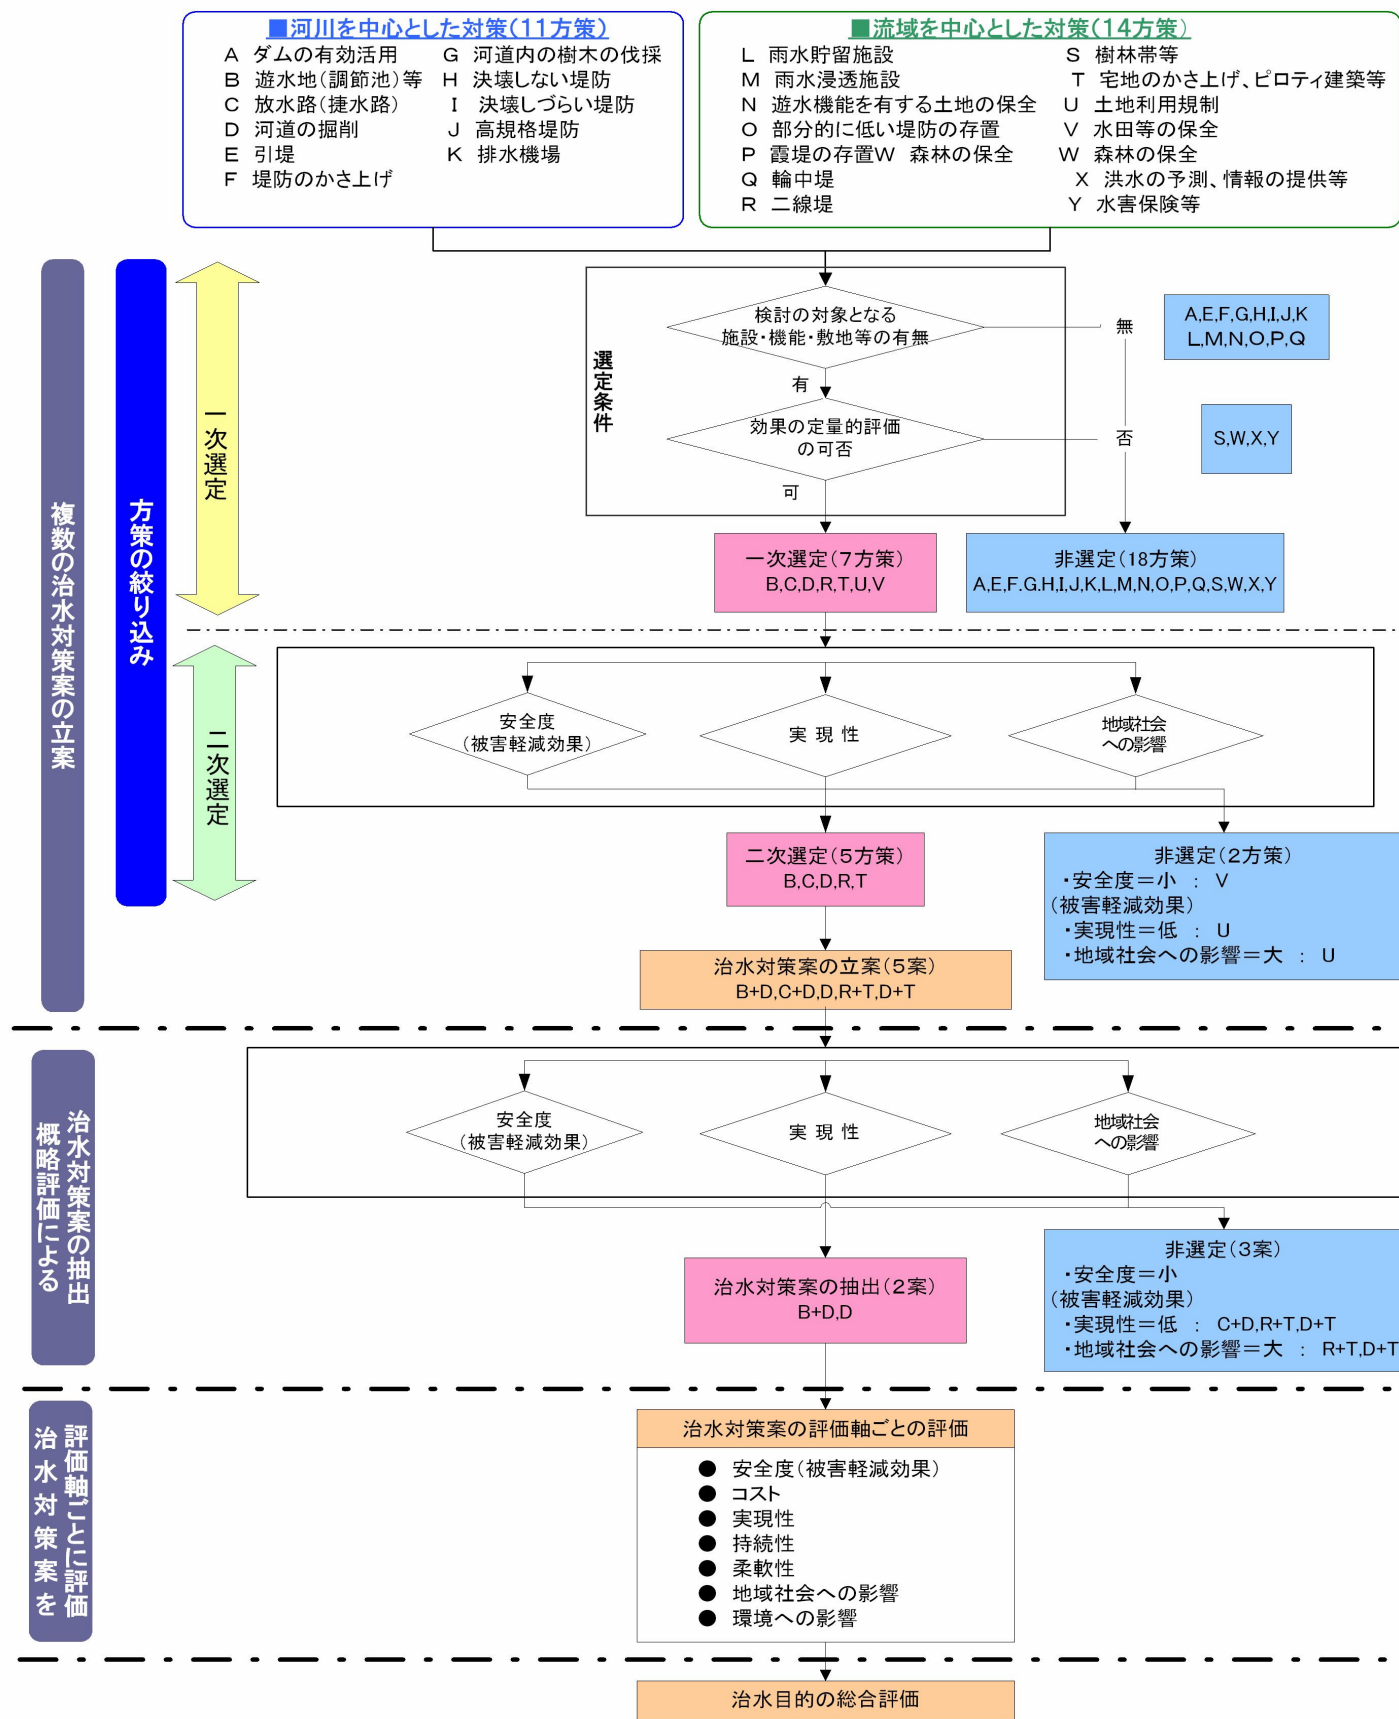 ■河川を中心とした対策(11方策)
A ダムの有効活用
B 遊水地(調節池)等
C 放水路(捷水路)
D 河道の掘削
E 引堤
F 堤防のかさ上げ
G 河道内の樹木の伐採
H 決壊しない堤防
I 決壊しづらい堤防
J 高規格堤防
K 排水機場
■流域を中心とした対策(14方策)
L 雨水貯留施設
M 雨水浸透施設
N 遊水機能を有する土地の保全
O 部分的に低い堤防の存置
P 霞堤の存置W 森林の保全
Q 輪中堤
R 二線堤
S 樹林帯等
T 宅地のかさ上げ、ピロティ建築等
U 土地利用規制
V 水田等の保全
W 森林の保全
X 洪水の予測、情報の提供等
Y 水害保険等
複数の治水対策案の立案
方策の絞り込み
一次選定
選定条件
検討の対象となる
施設・機能・敷地等の有無
無
A,E,F,G,H,I,J,K
L,M,N,O,P,Q
有
効果の定量的評価
の可否
否
S,W,X,Y
可
一次選定(7方策)
B,C,D,R,T,U,V
非選定(18方策)
A,E,F.G.H,I,J,K,L,M,N,O,P,Q,S,W,X,Y
二次選定
安全度
(被害軽減効果)
実 現 性
地域社会
への影響
二次選定(5方策)
B,C,D,R,T
非選定(2方策)
・安全度=小 : V
(被害軽減効果)
・実現性=低 : U
・地域社会への影響=大 : U
治水対策案の立案(5案)
B+D,C+D,D,R+T,D+T
概略評価による
治水対策案の抽出
安全度
(被害軽減効果)
実 現 性
地域社会
への影響
治水対策案の抽出(2案)
B+D,D
非選定(3案)
・安全度=小
(被害軽減効果)
・実現性=低 : C+D,R+T,D+T
・地域社会への影響=大 : R+T,D+T
治水対策案を
評価軸ごとに評価
治水対策案の評価軸ごとの評価
● 安全度(被害軽減効果)
● コスト
● 実現性
● 持続性
● 柔軟性
● 地域社会への影響
● 環境への影響
治水目的の総合評価